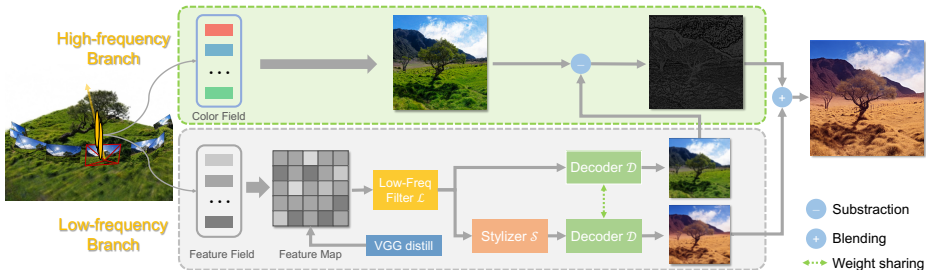 High-frequency
Branch
Color Field
Low-frequency
Branch
Feature Field
Feature Map
VGG distill
Low-Freq
Filter ℒ
Stylizer 𝒮
Decoder 𝒟
Decoder 𝒟
−
+
− Substraction
+ Blending
Weight sharing